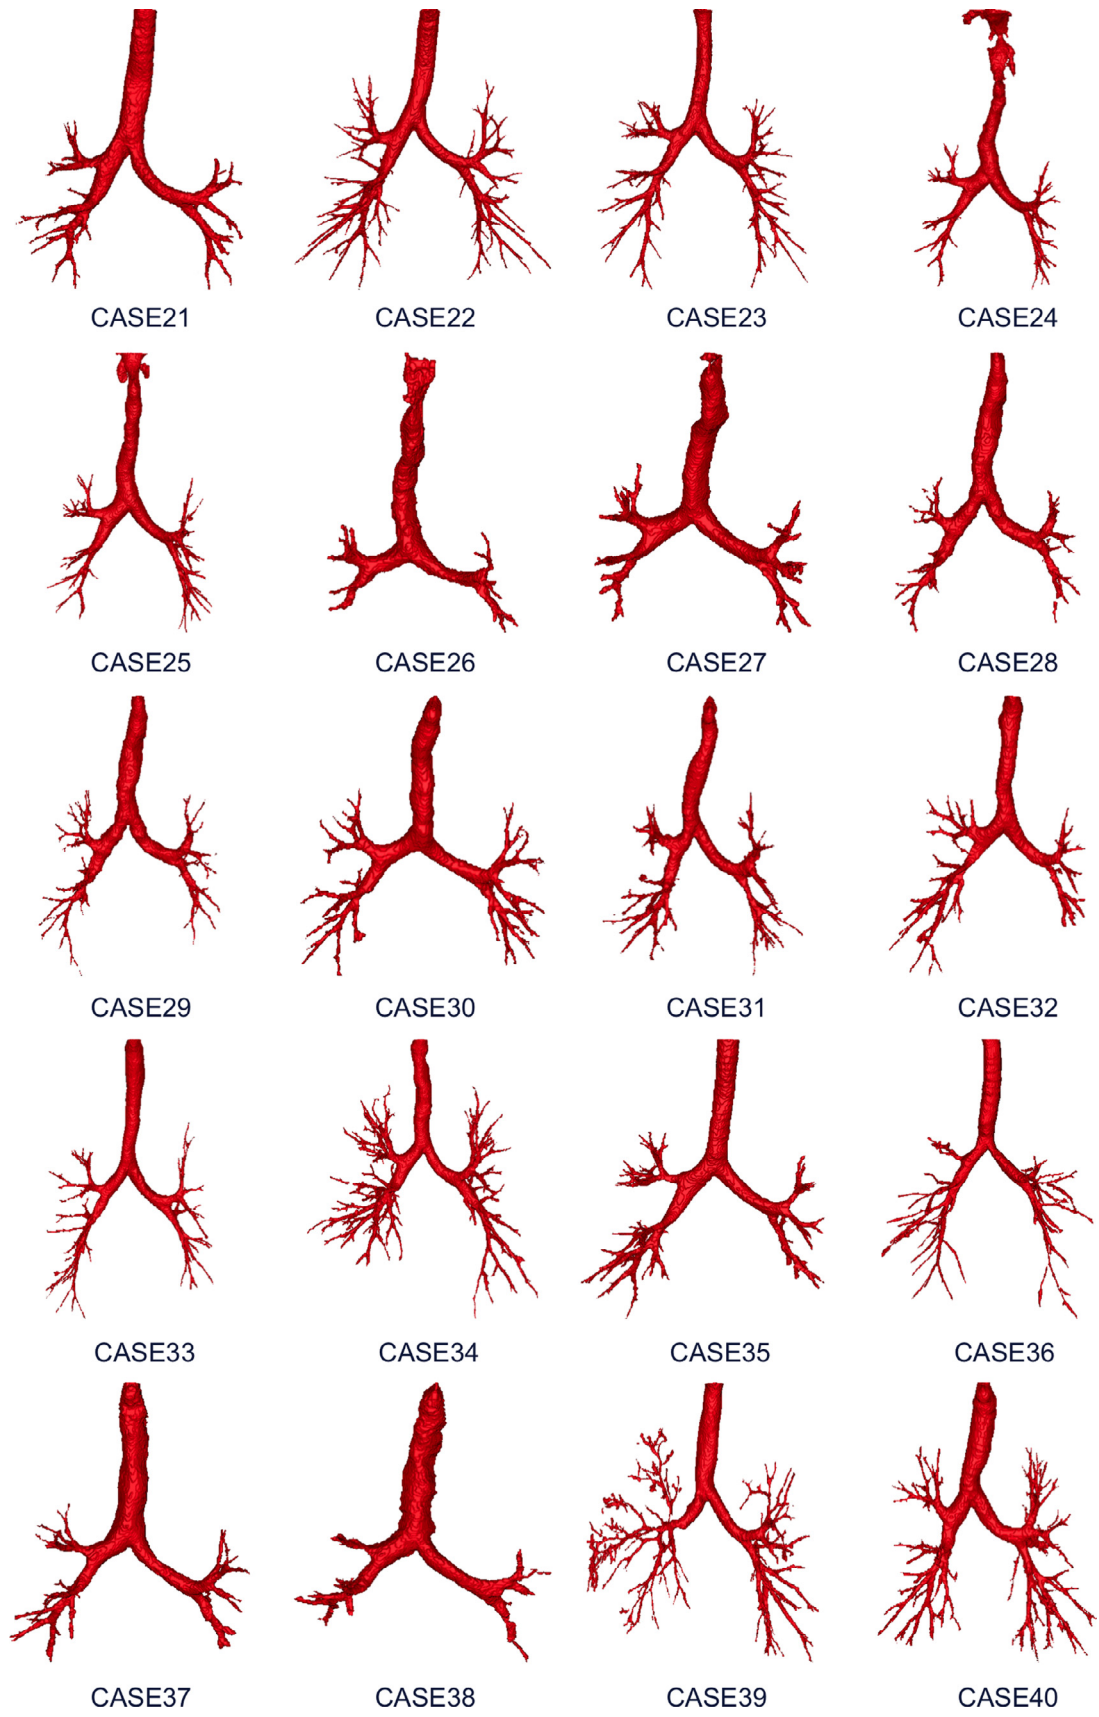 CASE21 CASE22 CASE23 CASE24
CASE25 CASE26 CASE27 CASE28
CASE29 CASE30 CASE31 CASE32
CASE33 CASE34 CASE35 CASE36
CASE37 CASE38 CASE39 CASE40